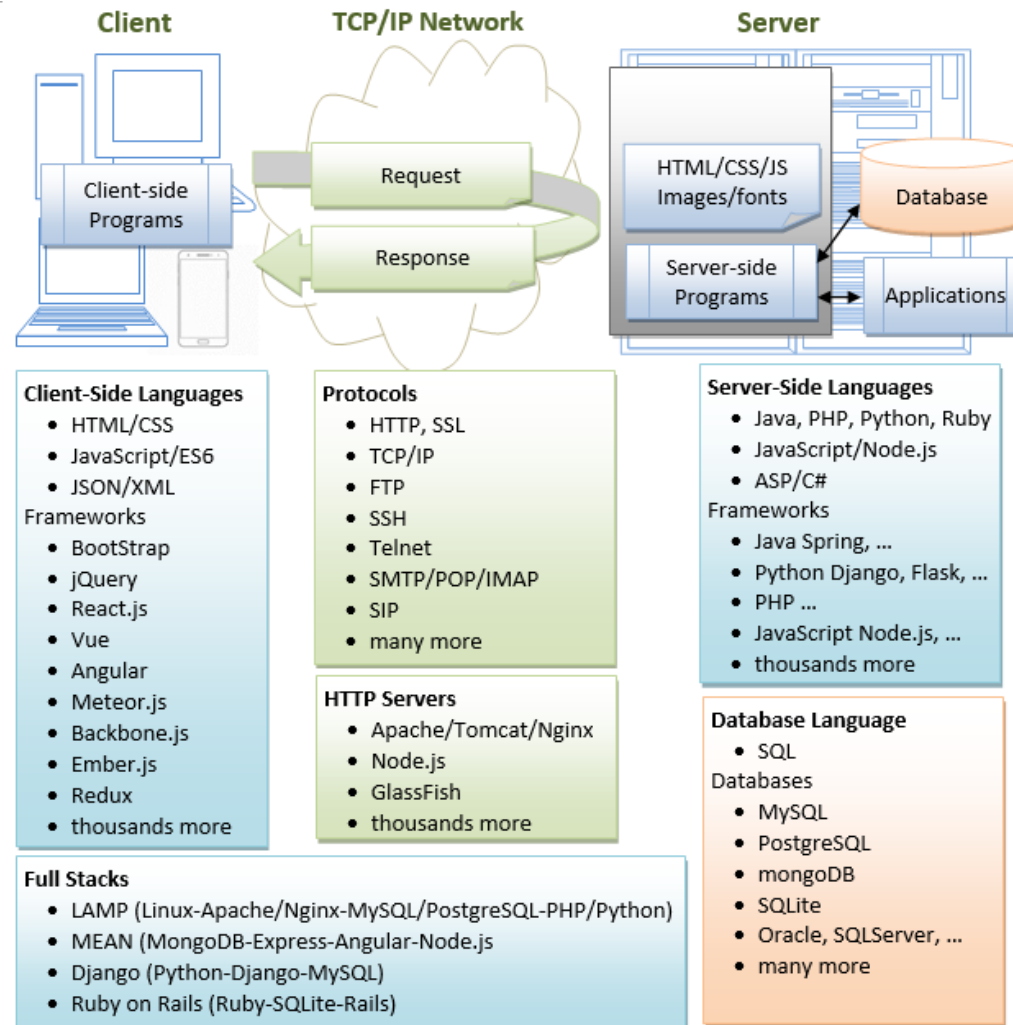 Client
TCP/IP Network
Server
Client-side
Programs
Request
Response
HTML/CSS/JS
Images/fonts
Server-side
Programs
Database
Applications
Client-Side Languages
• HTML/CSS
• JavaScript/ES6
• JSON/XML
Frameworks
• BootStrap
• jQuery
• React.js
• Vue
• Angular
• Meteor.js
• Backbone.js
• Ember.js
• Redux
• thousands more
Protocols
• HTTP, SSL
• TCP/IP
• FTP
• SSH
• Telnet
• SMTP/POP/IMAP
• SIP
• many more
HTTP Servers
• Apache/Tomcat/Nginx
• Node.js
• GlassFish
• thousands more
Server-Side Languages
• Java, PHP, Python, Ruby
• JavaScript/Node.js
• ASP/C#
Frameworks
• Java Spring, …
• Python Django, Flask, …
• PHP …
• JavaScript Node.js, …
• thousands more
Database Language
• SQL
Databases
• MySQL
• PostgreSQL
• mongoDB
• SQLite
• Oracle, SQLServer, …
• many more
Full Stacks
• LAMP (Linux-Apache/Nginx-MySQL/PostgreSQL-PHP/Python)
• MEAN (MongoDB-Express-Angular-Node.js
• Django (Python-Django-MySQL)
• Ruby on Rails (Ruby-SQLite-Rails)